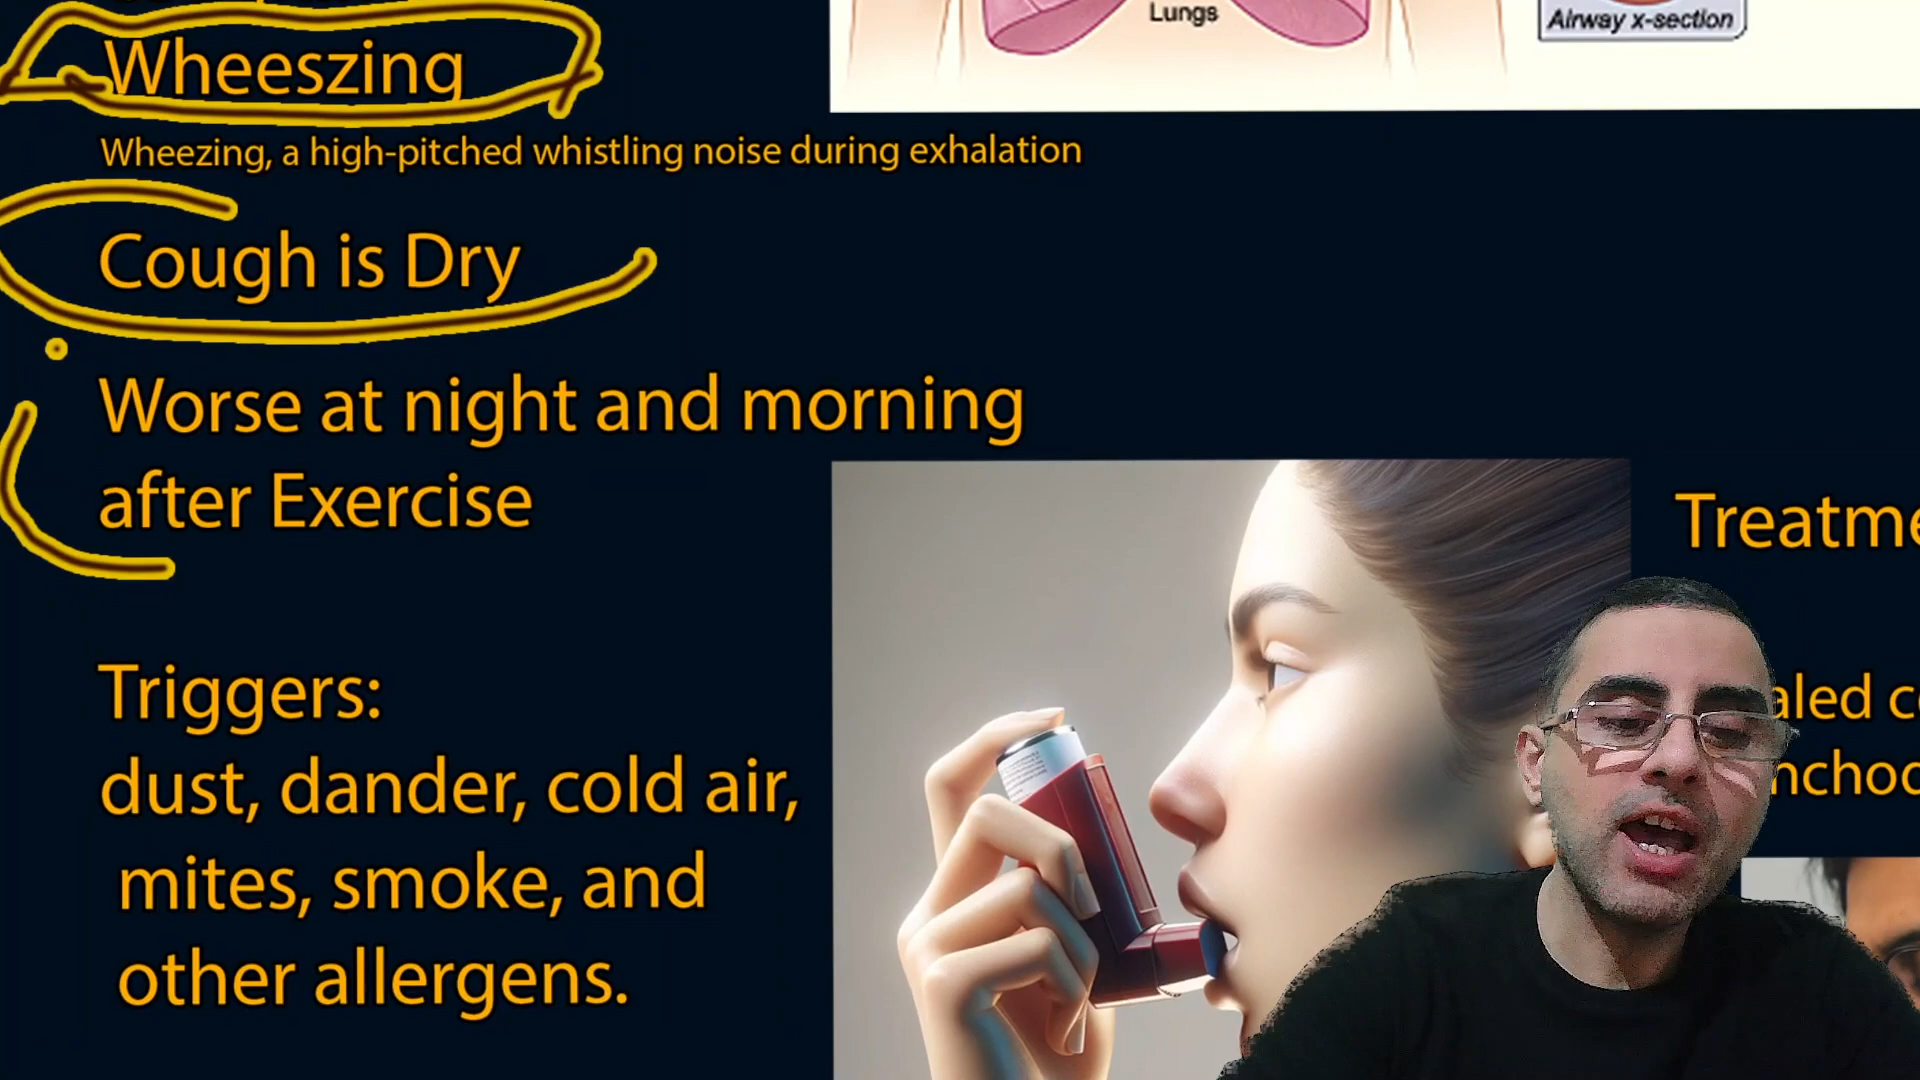 Lungs
Airway x-section
Wheeszing
Wheezing, a high-pitched whistling noise during exhalation
Cough is Dry
Worse at night and morning
after Exercise
Triggers:
dust, dander, cold air,
mites, smoke, and
other allergens.